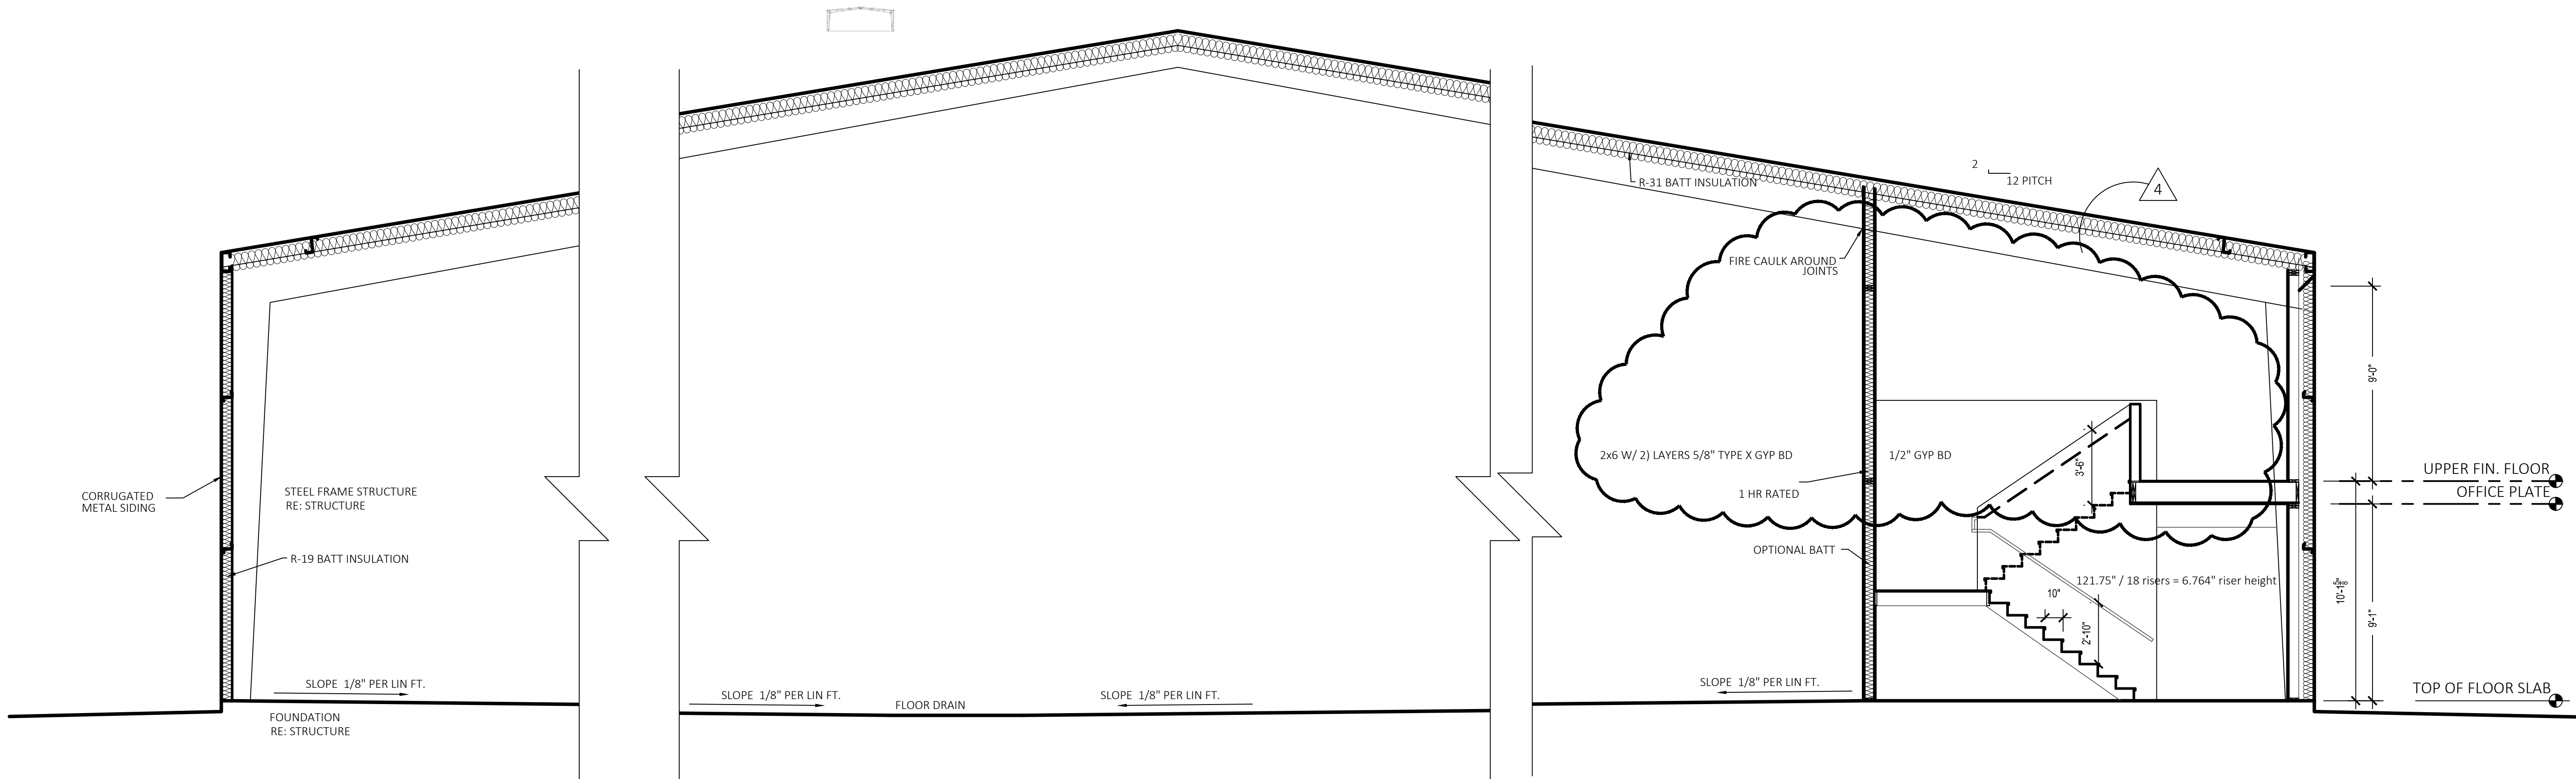 2
12 PITCH
4
R-31 BATT INSULATION
FIRE CAULK AROUND
JOINTS
9'-0"
2x6 W/ 2) LAYERS 5/8" TYPE X GYP BD
1/2" GYP BD
3'-6"
1 HR RATED
UPPER FIN. FLOOR
OFFICE PLATE
CORRUGATED
METAL SIDING
STEEL FRAME STRUCTURE
RE: STRUCTURE
R-19 BATT INSULATION
OPTIONAL BATT
121.75" / 18 risers = 6.764" riser height
10"
2'-10"
10'-1 5/8"
9'-1"
SLOPE 1/8" PER LIN FT.
SLOPE 1/8" PER LIN FT.
FLOOR DRAIN
SLOPE 1/8" PER LIN FT.
SLOPE 1/8" PER LIN FT.
TOP OF FLOOR SLAB
FOUNDATION
RE: STRUCTURE